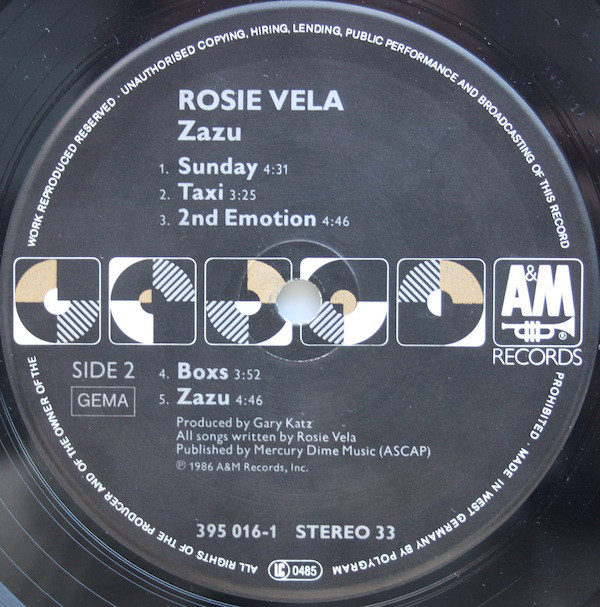 WORK REPRODUCED RESERVED · UNAUTHORISED COPYING, HIRING, LENDING, PUBLIC PERFORMANCE AND BROADCASTING OF THIS RECORD
ROSIE VELA
Zazu
1. Sunday 4:31
2. Taxi 3:25
3. 2nd Emotion 4:46
A&M
®
RECORDS
SIDE 2
GEMA
4. Boxs 3:52
5. Zazu 4:46
Produced by Gary Katz
All songs written by Rosie Vela
Published by Mercury Dime Music (ASCAP)
℗ 1986 A&M Records, Inc.
395 016-1 STEREO 33
PROHIBITED · MADE IN WEST GERMANY BY POLYGRAM
LC 0485
ALL RIGHTS OF THE PRODUCER AND OF THE OWNER OF THE